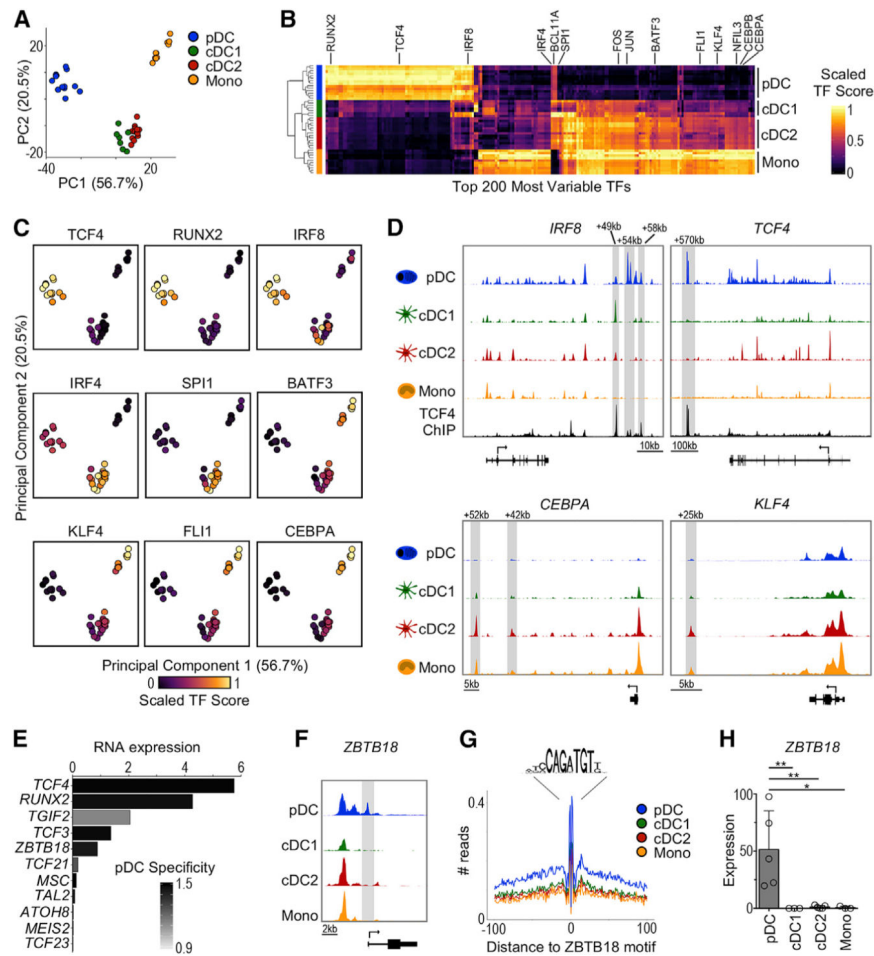 A
pDC
cDC1
cDC2
Mono
20
-20
-40
20
PC2 (20.5%)
PC1 (56.7%)
B
RUNX2
TCF4
IRF8
IRF4
BCL11A
SPI1
FOS
JUN
BATF3
FLI1
KLF4
NFIL3
CEBPB
CEBPA
pDC
cDC1
cDC2
Mono
Top 200 Most Variable TFs
Scaled
TF Score
1
0.5
0
C
TCF4
RUNX2
IRF8
IRF4
SPI1
BATF3
KLF4
FLI1
CEBPA
Principal Component 2 (20.5%)
Principal Component 1 (56.7%)
0
1
Scaled TF Score
D
IRF8
+49kb
+54kb
+58kb
TCF4
+570kb
pDC
cDC1
cDC2
Mono
TCF4
ChIP
10kb
100kb
CEBPA
+52kb
+42kb
KLF4
+25kb
pDC
cDC1
cDC2
Mono
5kb
5kb
E
RNA expression
0 2 4 6
TCF4
RUNX2
TGIF2
TCF3
ZBTB18
TCF21
MSC
TAL2
ATOH8
MEIS2
TCF23
pDC Specificity
1.5
0.9
F
ZBTB18
pDC
cDC1
cDC2
Mono
2kb
G
CAGATGT
0.4
0
# reads
pDC
cDC1
cDC2
Mono
-100
0
100
Distance to ZBTB18 motif
H
ZBTB18
**
**
*
100
50
0
Expression
pDC
cDC1
cDC2
Mono